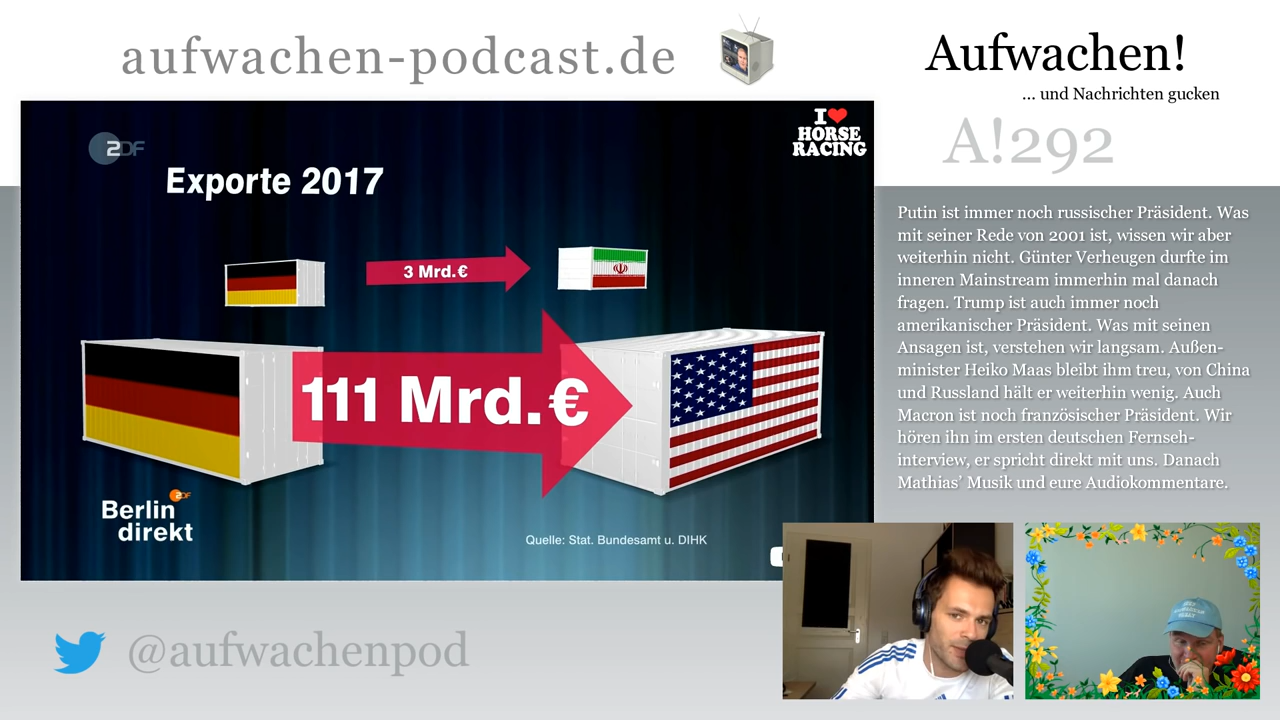 aufwachen-podcast.de
Aufwachen!
... und Nachrichten gucken
A!292
ZDF
I
HORSE
RACING
Exporte 2017
3 Mrd.€
111 Mrd.€
ZDF
Berlin
direkt
Quelle: Stat. Bundesamt u. DIHK
Putin ist immer noch russischer Präsident. Was
mit seiner Rede von 2001 ist, wissen wir aber
weiterhin nicht. Günter Verheugen durfte im
inneren Mainstream immerhin mal danach
fragen. Trump ist auch immer noch
amerikanischer Präsident. Was mit seinen
Ansagen ist, verstehen wir langsam. Außen-
minister Heiko Maas bleibt ihm treu, von China
und Russland hält er weiterhin wenig. Auch
Macron ist noch französischer Präsident. Wir
hören ihn im ersten deutschen Fernseh-
interview, er spricht direkt mit uns. Danach
Mathias’ Musik und eure Audiokommentare.
@aufwachenpod